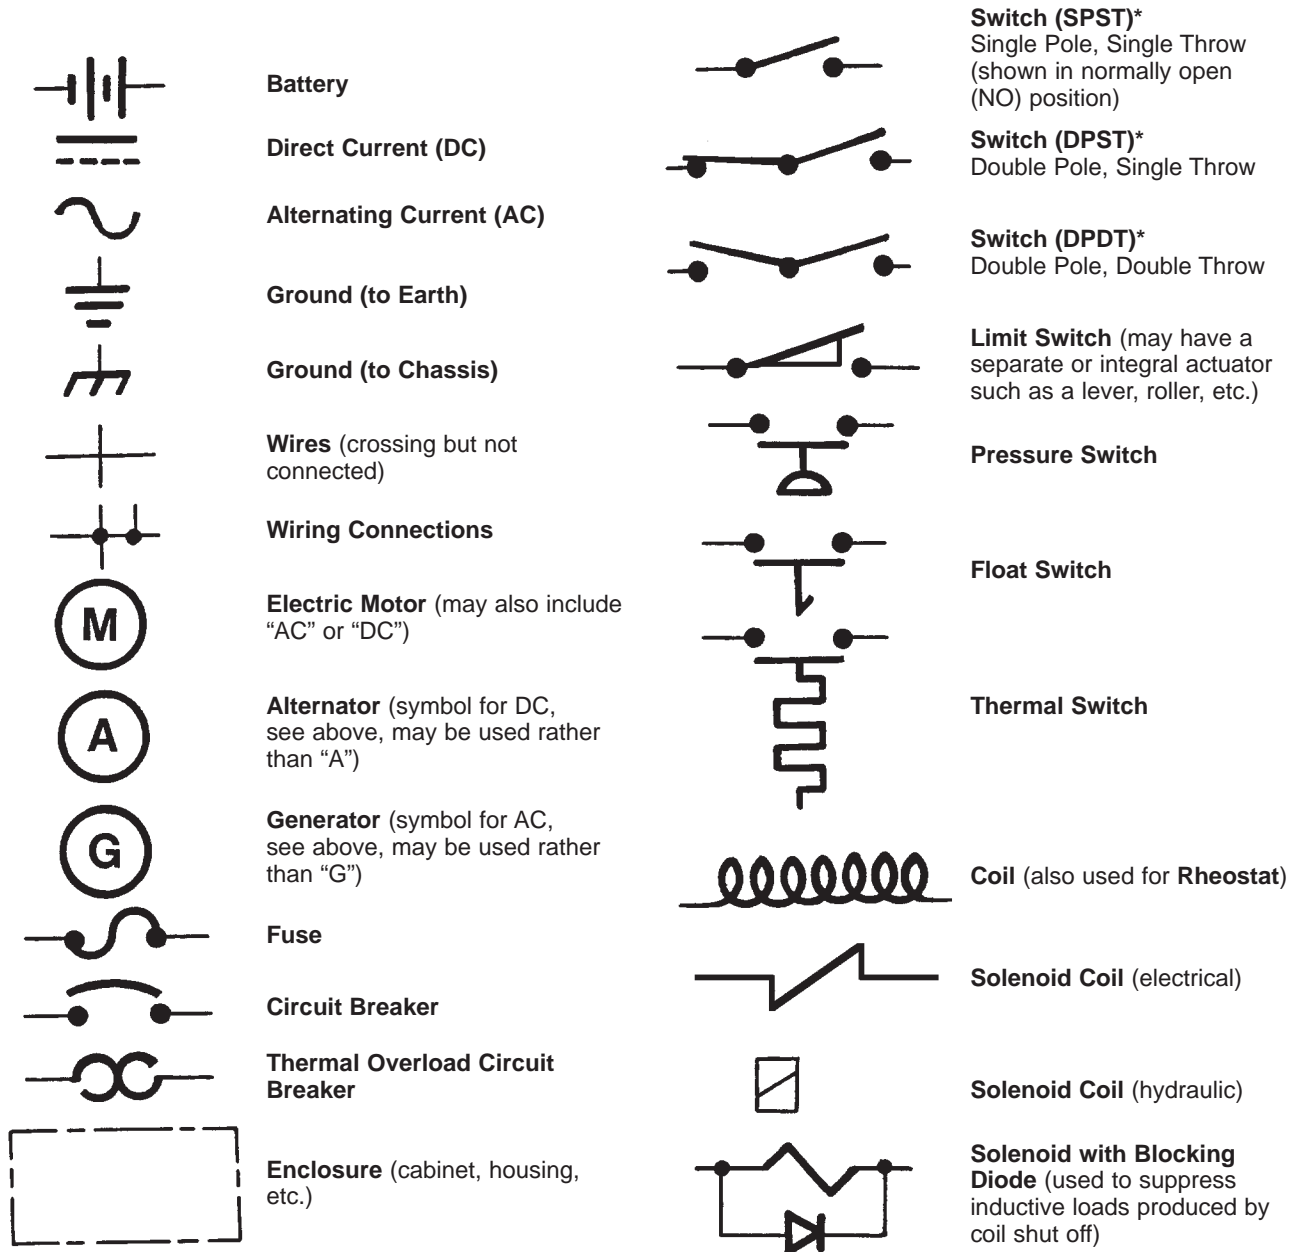 Battery
Direct Current (DC)
Alternating Current (AC)
Ground (to Earth)
Ground (to Chassis)
Wires (crossing but not
connected)
Wiring Connections
M
Electric Motor (may also include
“AC” or “DC”)
A
Alternator (symbol for DC,
see above, may be used rather
than “A”)
G
Generator (symbol for AC,
see above, may be used rather
than “G”)
Fuse
Circuit Breaker
Thermal Overload Circuit
Breaker
Enclosure (cabinet, housing,
etc.)
Switch (SPST)*
Single Pole, Single Throw
(shown in normally open
(NO) position)
Switch (DPST)*
Double Pole, Single Throw
Switch (DPDT)*
Double Pole, Double Throw
Limit Switch (may have a
separate or integral actuator
such as a lever, roller, etc.)
Pressure Switch
Float Switch
Thermal Switch
Coil (also used for Rheostat)
Solenoid Coil (electrical)
Solenoid Coil (hydraulic)
Solenoid with Blocking
Diode (used to suppress
inductive loads produced by
coil shut off)